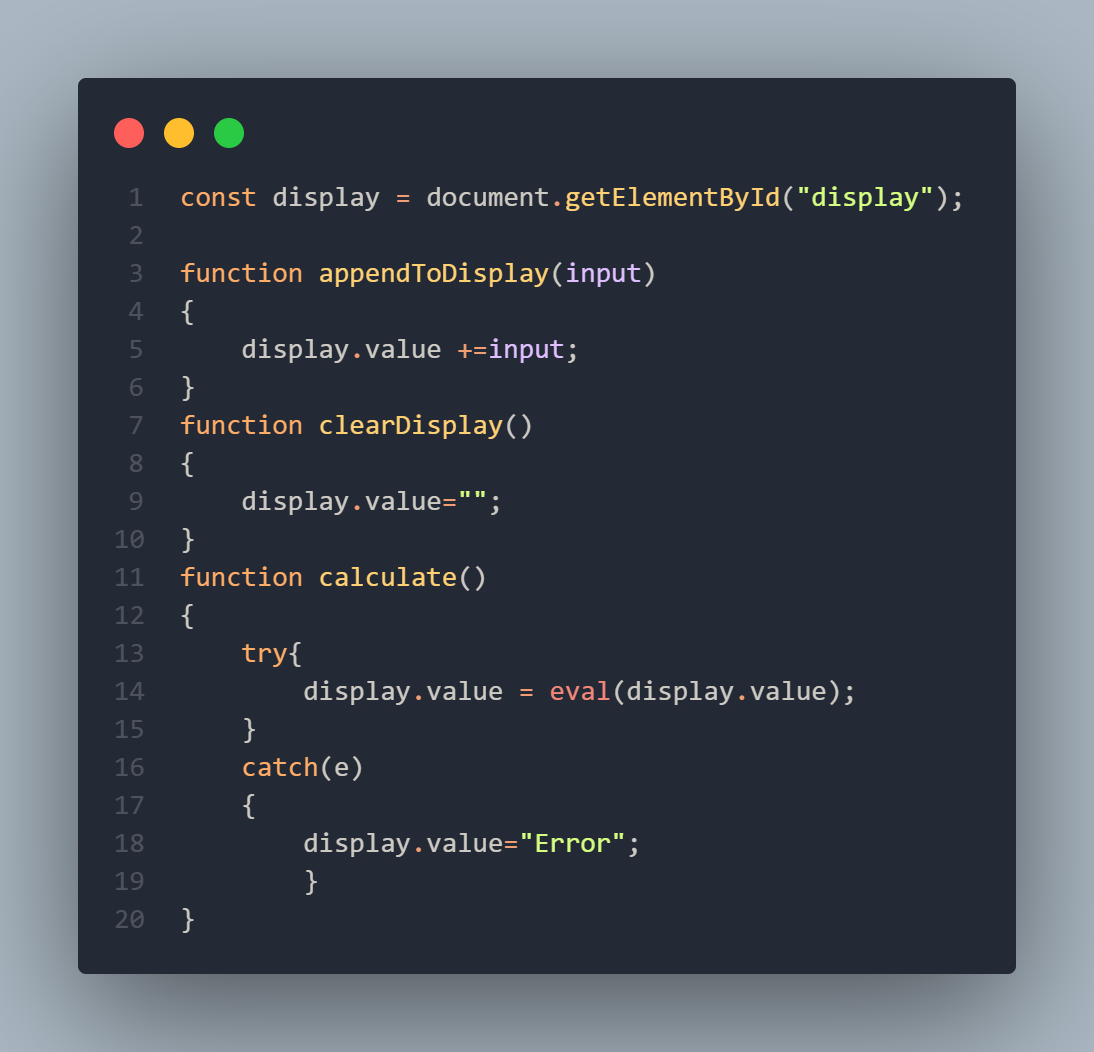 1 const display = document.getElementById("display");
2
3 function appendToDisplay(input)
4 {
5     display.value +=input;
6 }
7 function clearDisplay()
8 {
9     display.value="";
10 }
11 function calculate()
12 {
13     try{
14         display.value = eval(display.value);
15     }
16     catch(e)
17     {
18         display.value="Error";
19         }
20 }